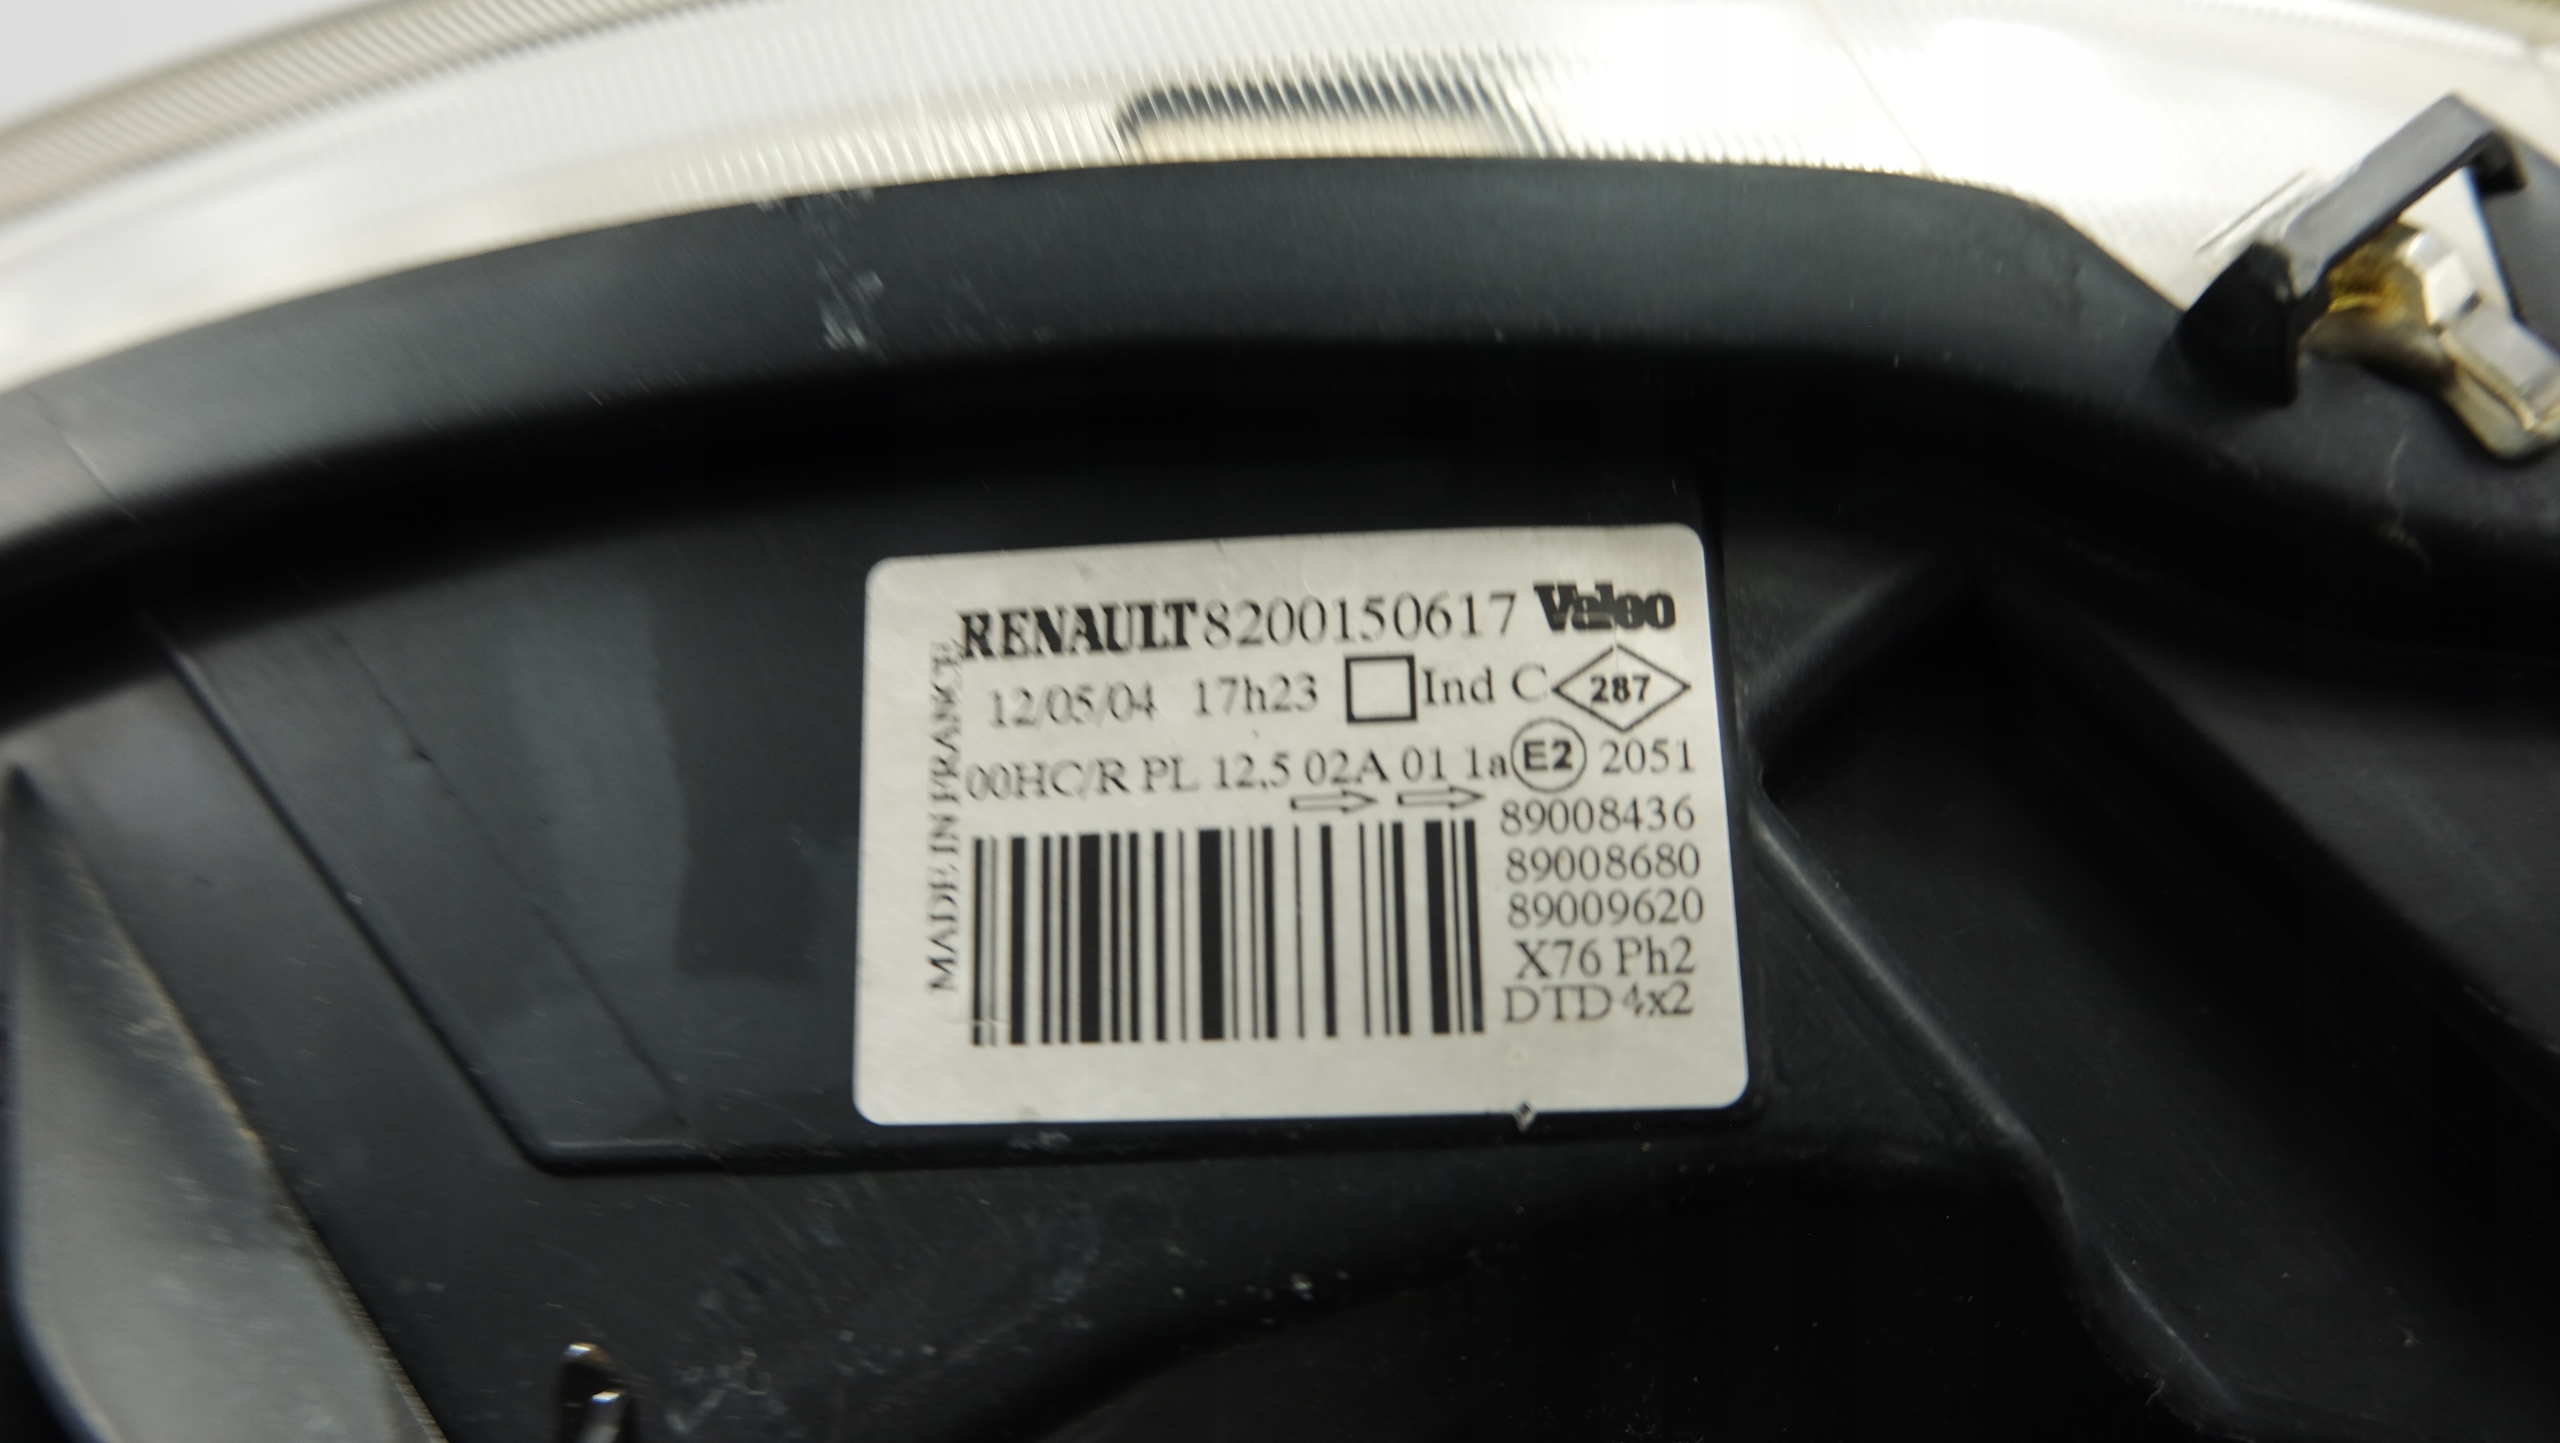 RENAULT 8200150617 Valeo
12/05/04 17h23 Ind C 287
00HC/R PL 12,5 02A 01 1a E2 2051
89008436
89008680
89009620
X76 Ph2
DTD 4x2
MADE IN FRANCE